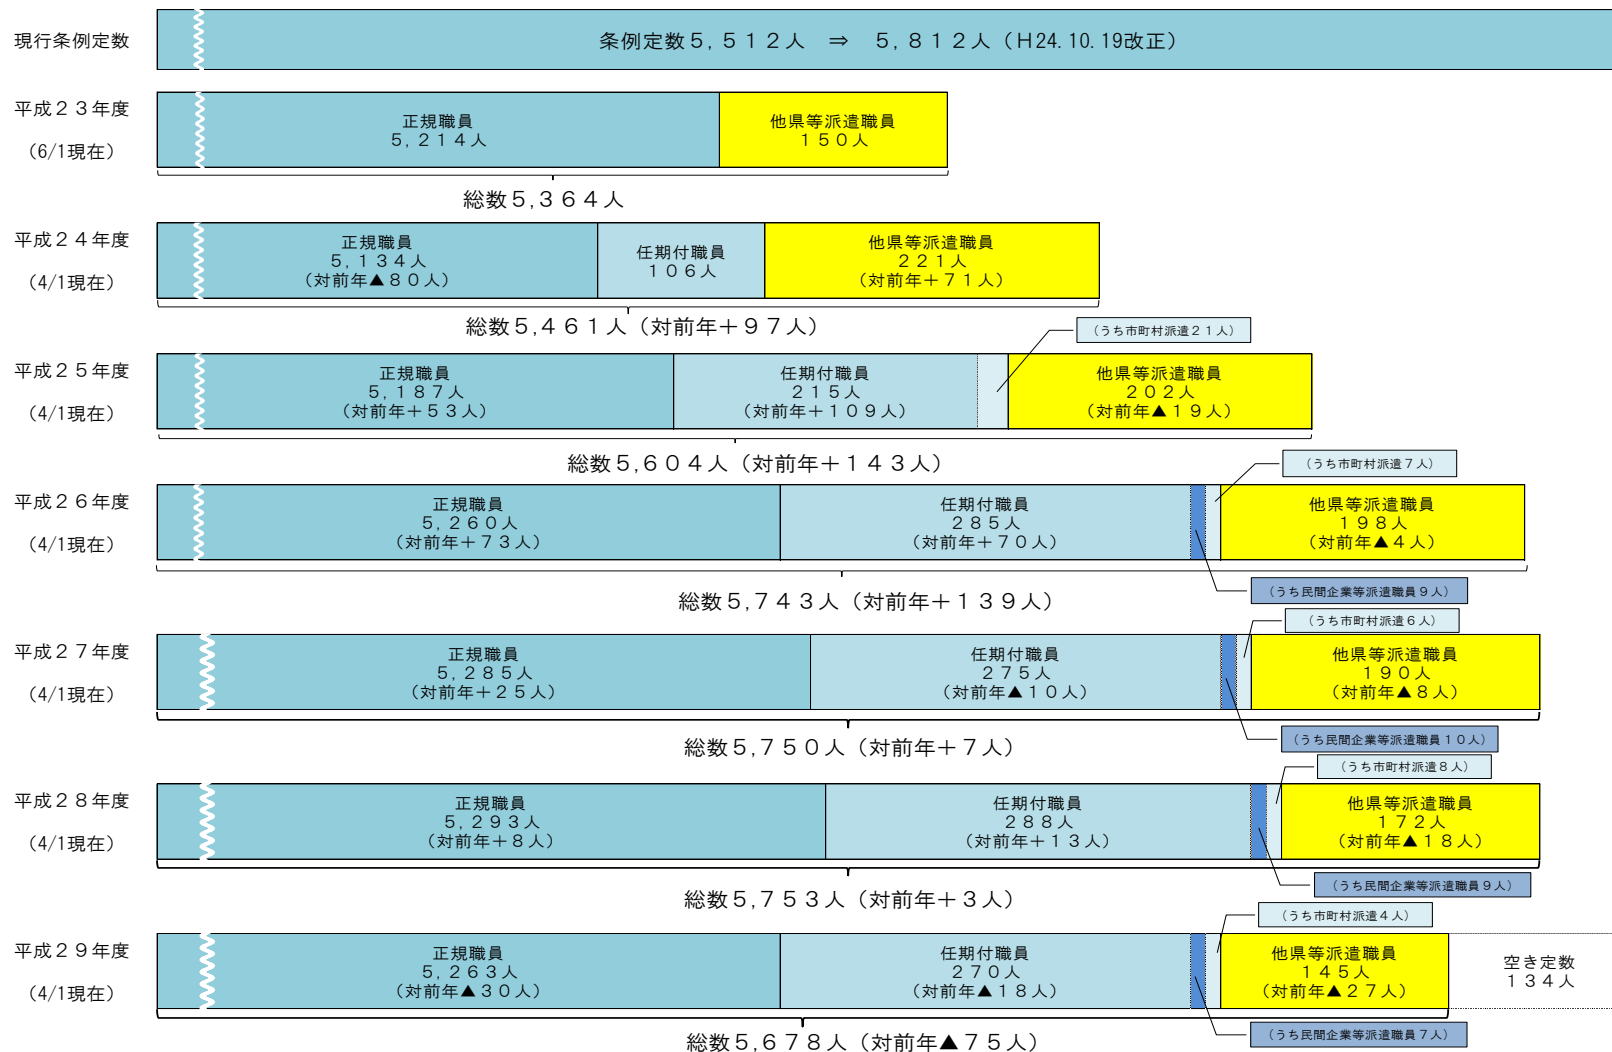 現行条例定数
条例定数５,５１２人　⇒　５,８１２人（Ｈ24.10.19改正）
平成２３年度
（6/1現在）
正規職員
５,２１４人
他県等派遣職員
１５０人
総数５,３６４人
平成２４年度
（4/1現在）
正規職員
５,１３４人
（対前年▲８０人）
任期付職員
１０６人
他県等派遣職員
２２１人
（対前年＋７１人）
総数５,４６１人（対前年＋９７人）
（うち市町村派遣２１人）
平成２５年度
（4/1現在）
正規職員
５,１８７人
（対前年＋５３人）
任期付職員
２１５人
（対前年＋１０９人）
他県等派遣職員
２０２人
（対前年▲１９人）
総数５,６０４人（対前年＋１４３人）
（うち市町村派遣７人）
平成２６年度
（4/1現在）
正規職員
５,２６０人
（対前年＋７３人）
任期付職員
２８５人
（対前年＋７０人）
他県等派遣職員
１９８人
（対前年▲４人）
（うち民間企業等派遣職員９人）
総数５,７４３人（対前年＋１３９人）
（うち市町村派遣６人）
平成２７年度
（4/1現在）
正規職員
５,２８５人
（対前年＋２５人）
任期付職員
２７５人
（対前年▲１０人）
他県等派遣職員
１９０人
（対前年▲８人）
（うち民間企業等派遣職員１０人）
総数５,７５０人（対前年＋７人）
（うち市町村派遣８人）
平成２８年度
（4/1現在）
正規職員
５,２９３人
（対前年＋８人）
任期付職員
２８８人
（対前年＋１３人）
他県等派遣職員
１７２人
（対前年▲１８人）
（うち民間企業等派遣職員９人）
総数５,７５３人（対前年＋３人）
（うち市町村派遣４人）
平成２９年度
（4/1現在）
正規職員
５,２６３人
（対前年▲３０人）
任期付職員
２７０人
（対前年▲１８人）
他県等派遣職員
１４５人
（対前年▲２７人）
空き定数
１３４人
（うち民間企業等派遣職員７人）
総数５,６７８人（対前年▲７５人）